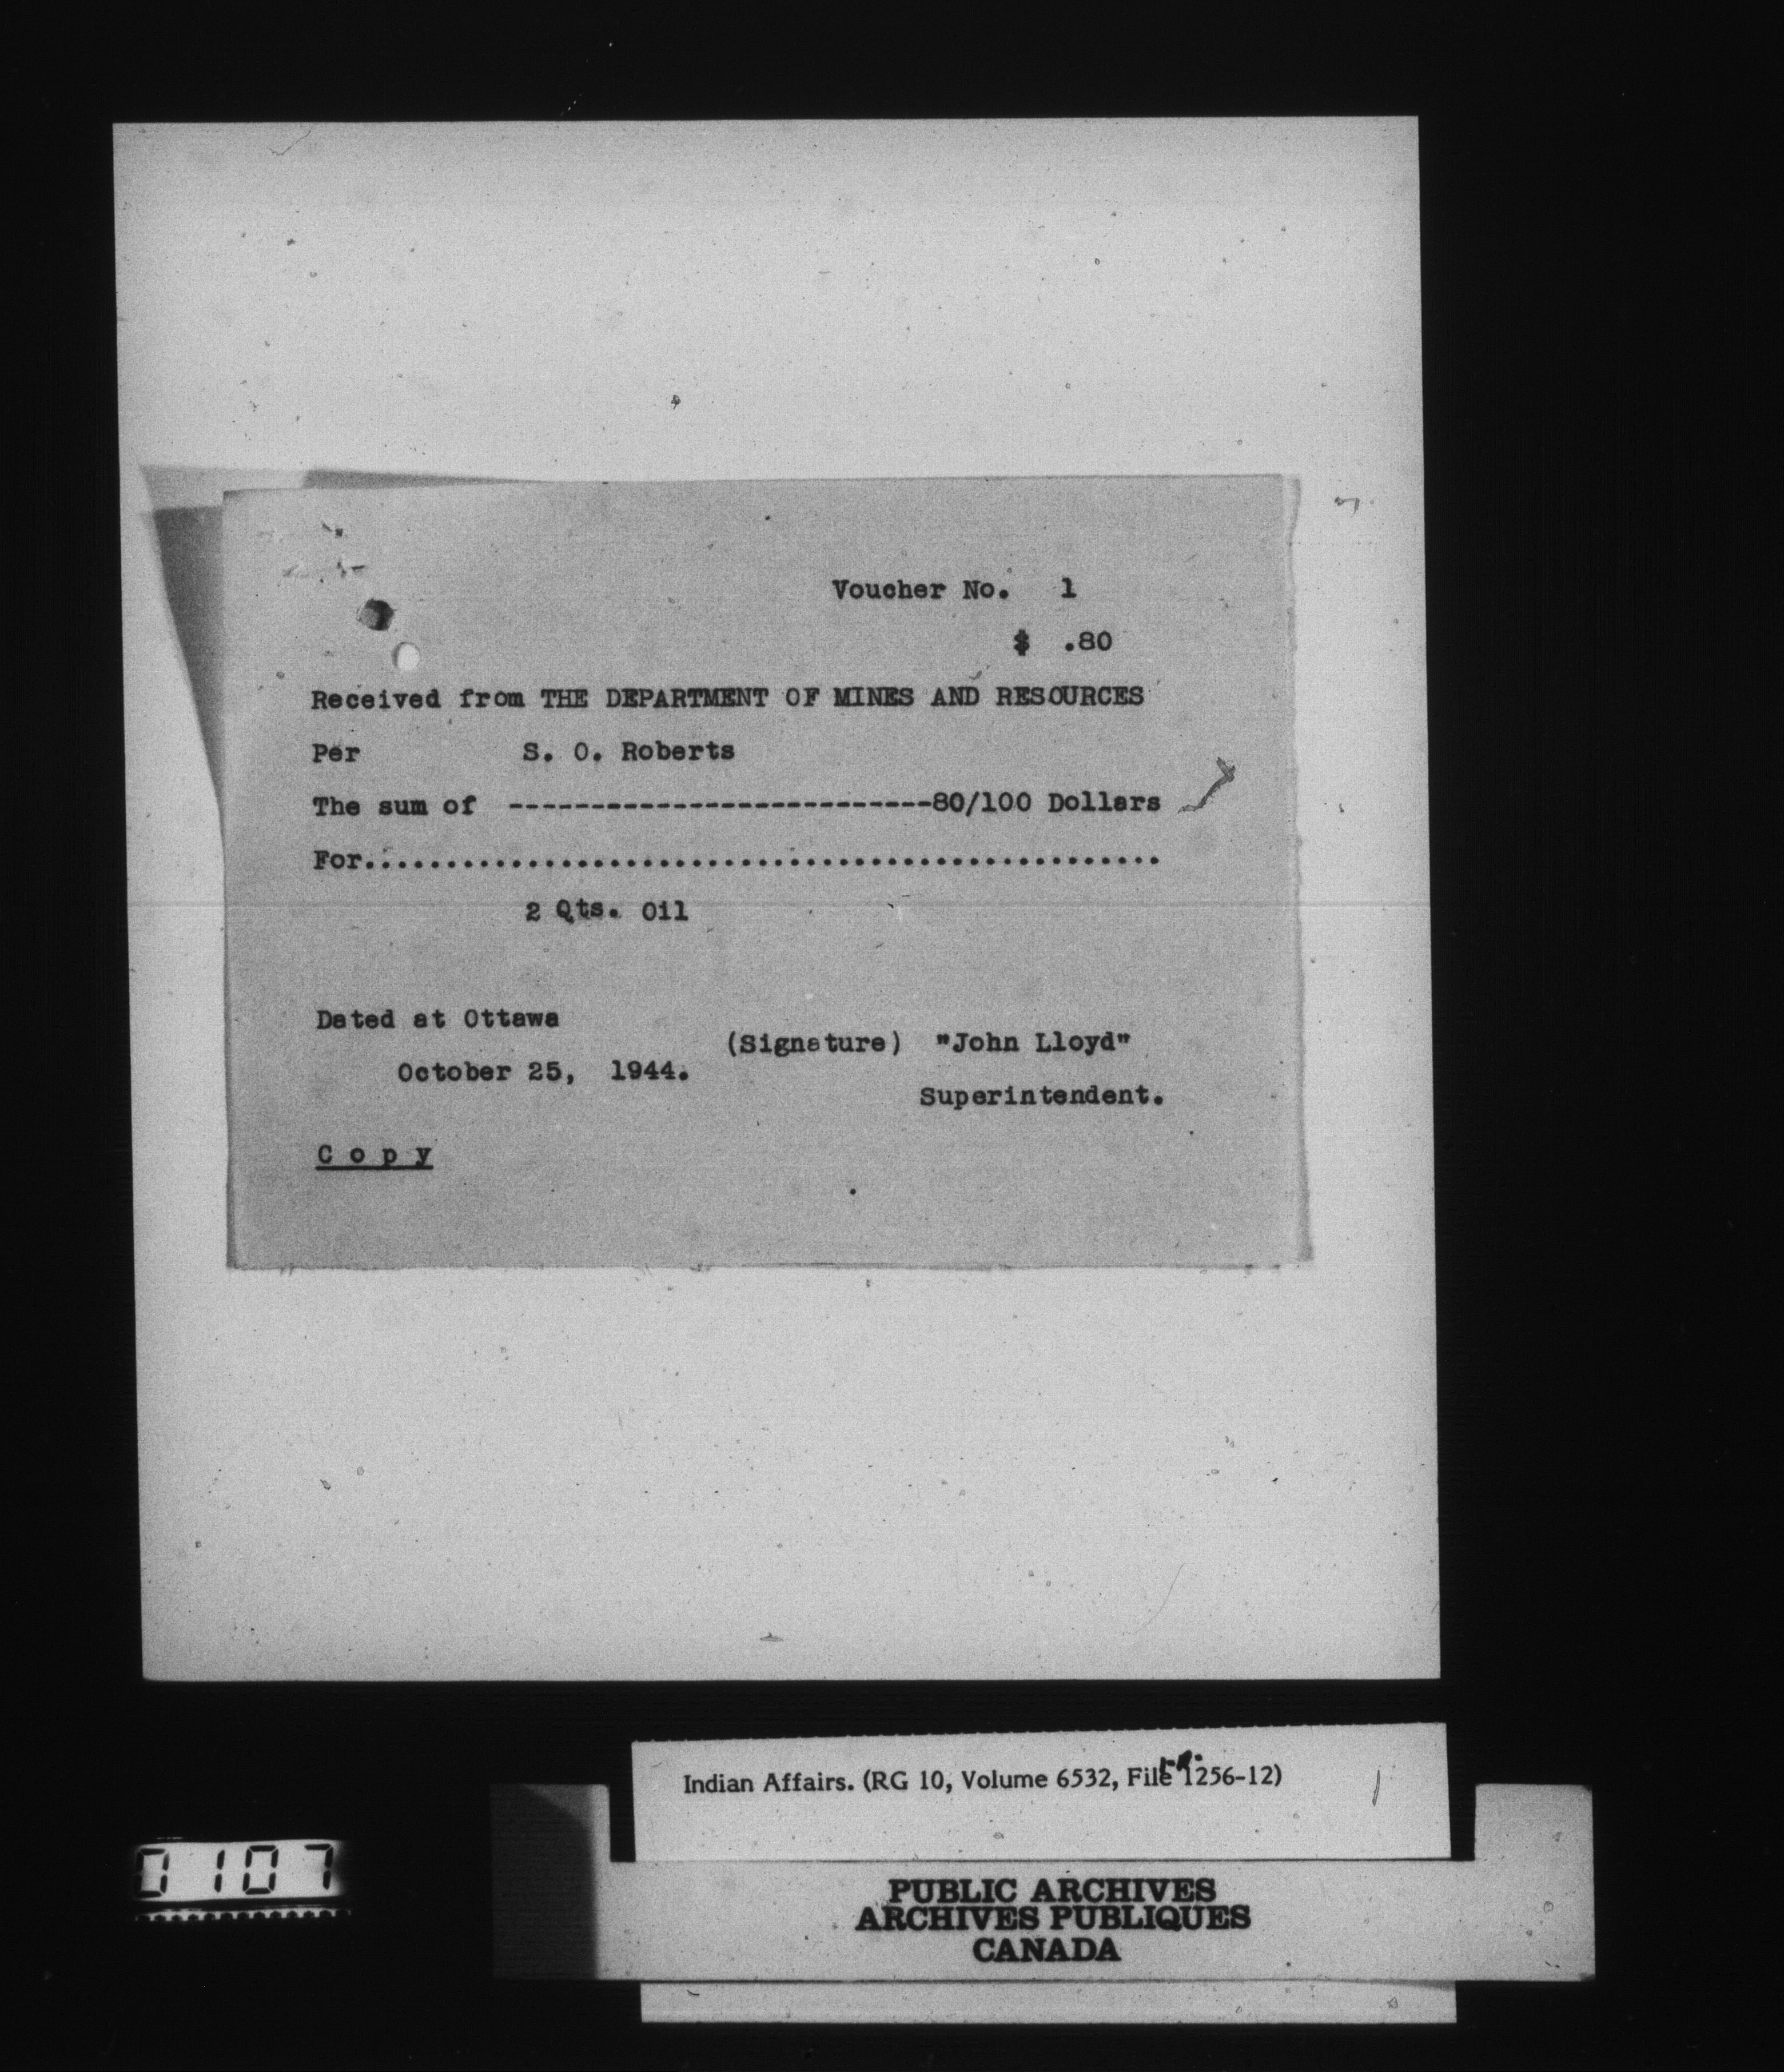 Voucher No. 1
$ .80
Received from THE DEPARTMENT OF MINES AND RESOURCES
Per S. O. Roberts
The sum of --------------------------80/100 Dollars
For.................................................
2 Qts. Oil
Dated at Ottawa
(Signature) "John Lloyd"
October 25, 1944.
Superintendent.
C o p y
Indian Affairs. (RG 10, Volume 6532, File 1256-12)
0107
PUBLIC ARCHIVES
ARCHIVES PUBLIQUES
CANADA